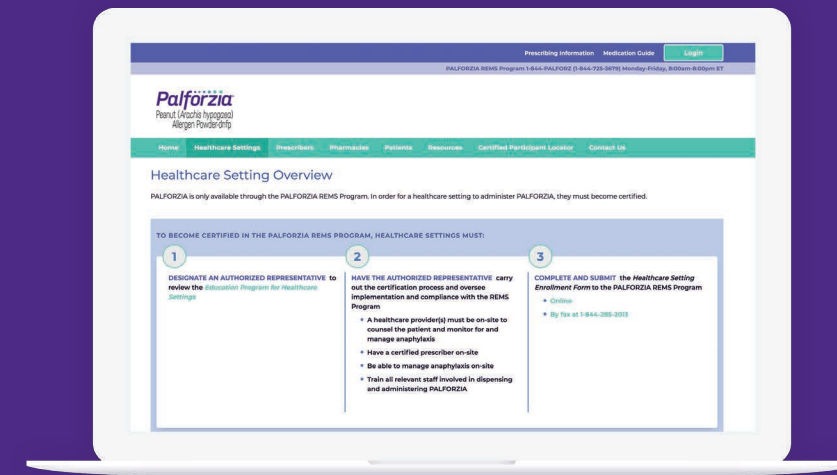 Prescribing Information Medication Guide Login
PALFORZIA REMS Program 1-844-PALFORZ (1-844-725-3679) Monday-Friday, 8:00am-8:00pm ET
Palforzia
Peanut (Arachis hypogaea)
Allergen Powder-dnfp
Home Healthcare Settings Prescribers Pharmacies Patients Resources Certified Participant Locator Contact Us
Healthcare Setting Overview
PALFORZIA is only available through the PALFORZIA REMS Program. In order for a healthcare setting to administer PALFORZIA, they must become certified.
TO BECOME CERTIFIED IN THE PALFORZIA REMS PROGRAM, HEALTHCARE SETTINGS MUST:
1
DESIGNATE AN AUTHORIZED REPRESENTATIVE to
review the Education Program for Healthcare
Settings
2
HAVE THE AUTHORIZED REPRESENTATIVE carry
out the certification process and oversee
implementation and compliance with the REMS
Program
• A healthcare provider(s) must be on-site to
counsel the patient and monitor for and
manage anaphylaxis
• Have a certified prescriber on-site
• Be able to manage anaphylaxis on-site
• Train all relevant staff involved in dispensing
and administering PALFORZIA
3
COMPLETE AND SUBMIT the Healthcare Setting
Enrollment Form to the PALFORZIA REMS Program
• Online
• By fax at 1-844-285-2013